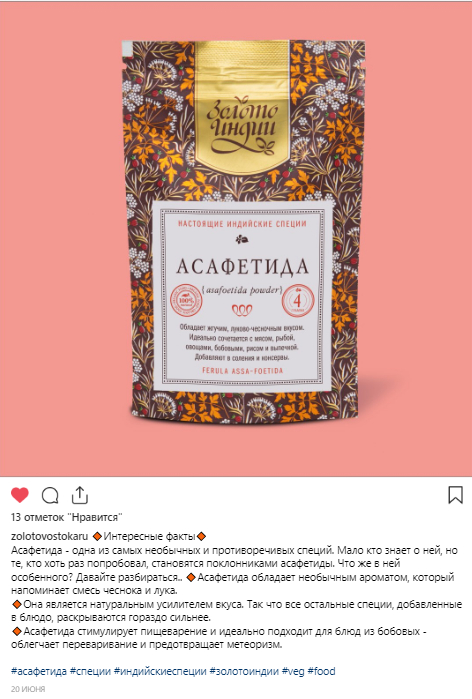 Золото
Индии
НАСТОЯЩИЕ ИНДИЙСКИЕ СПЕЦИИ
АСАФЕТИДА
{asafoetida powder}
100%
4
Обладает жгучим, луково-чесночным вкусом.
Идеально сочетается с мясом, рыбой,
овощами, бобовыми, рисом и выпечкой.
Добавляют в соления и консервы.
FERULA ASSA-FOETIDA
13 отметок "Нравится"
zolotovostokaru 🔶Интересные факты🔶
Асафетида - одна из самых необычных и противоречивых специй. Мало кто знает о ней, но
те, кто хоть раз попробовал, становятся поклонниками асафетиды. Что же в ней
особенного? Давайте разбираться.. 🔶Асафетида обладает необычным ароматом, который
напоминает смесь чеснока и лука.
🔶Она является натуральным усилителем вкуса. Так что все остальные специи, добавленные
в блюдо, раскрываются гораздо сильнее.
🔶Асафетида стимулирует пищеварение и идеально подходит для блюд из бобовых -
облегчает переваривание и предотвращает метеоризм.
#асафетида #специи #индийскиеспеции #золотоиндии #veg #food
20 ИЮНЯ